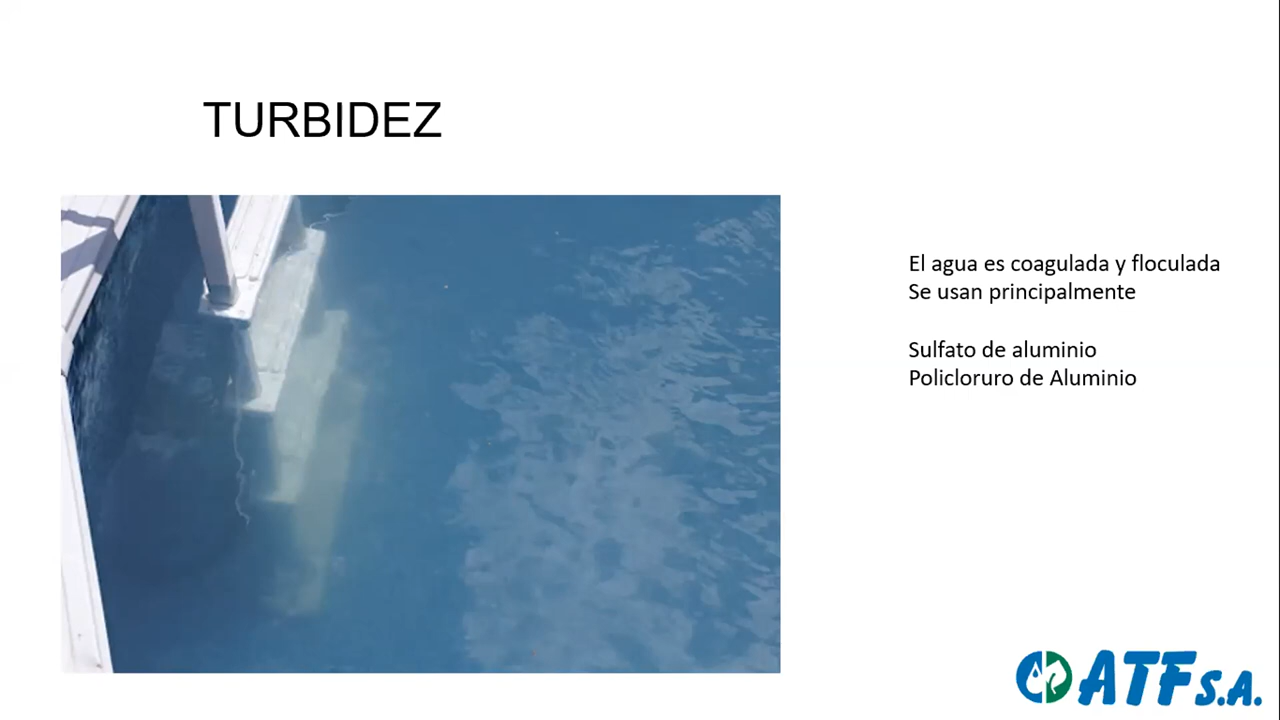 TURBIDEZ
El agua es coagulada y floculada
Se usan principalmente
Sulfato de aluminio
Policloruro de Aluminio
ATF S.A.